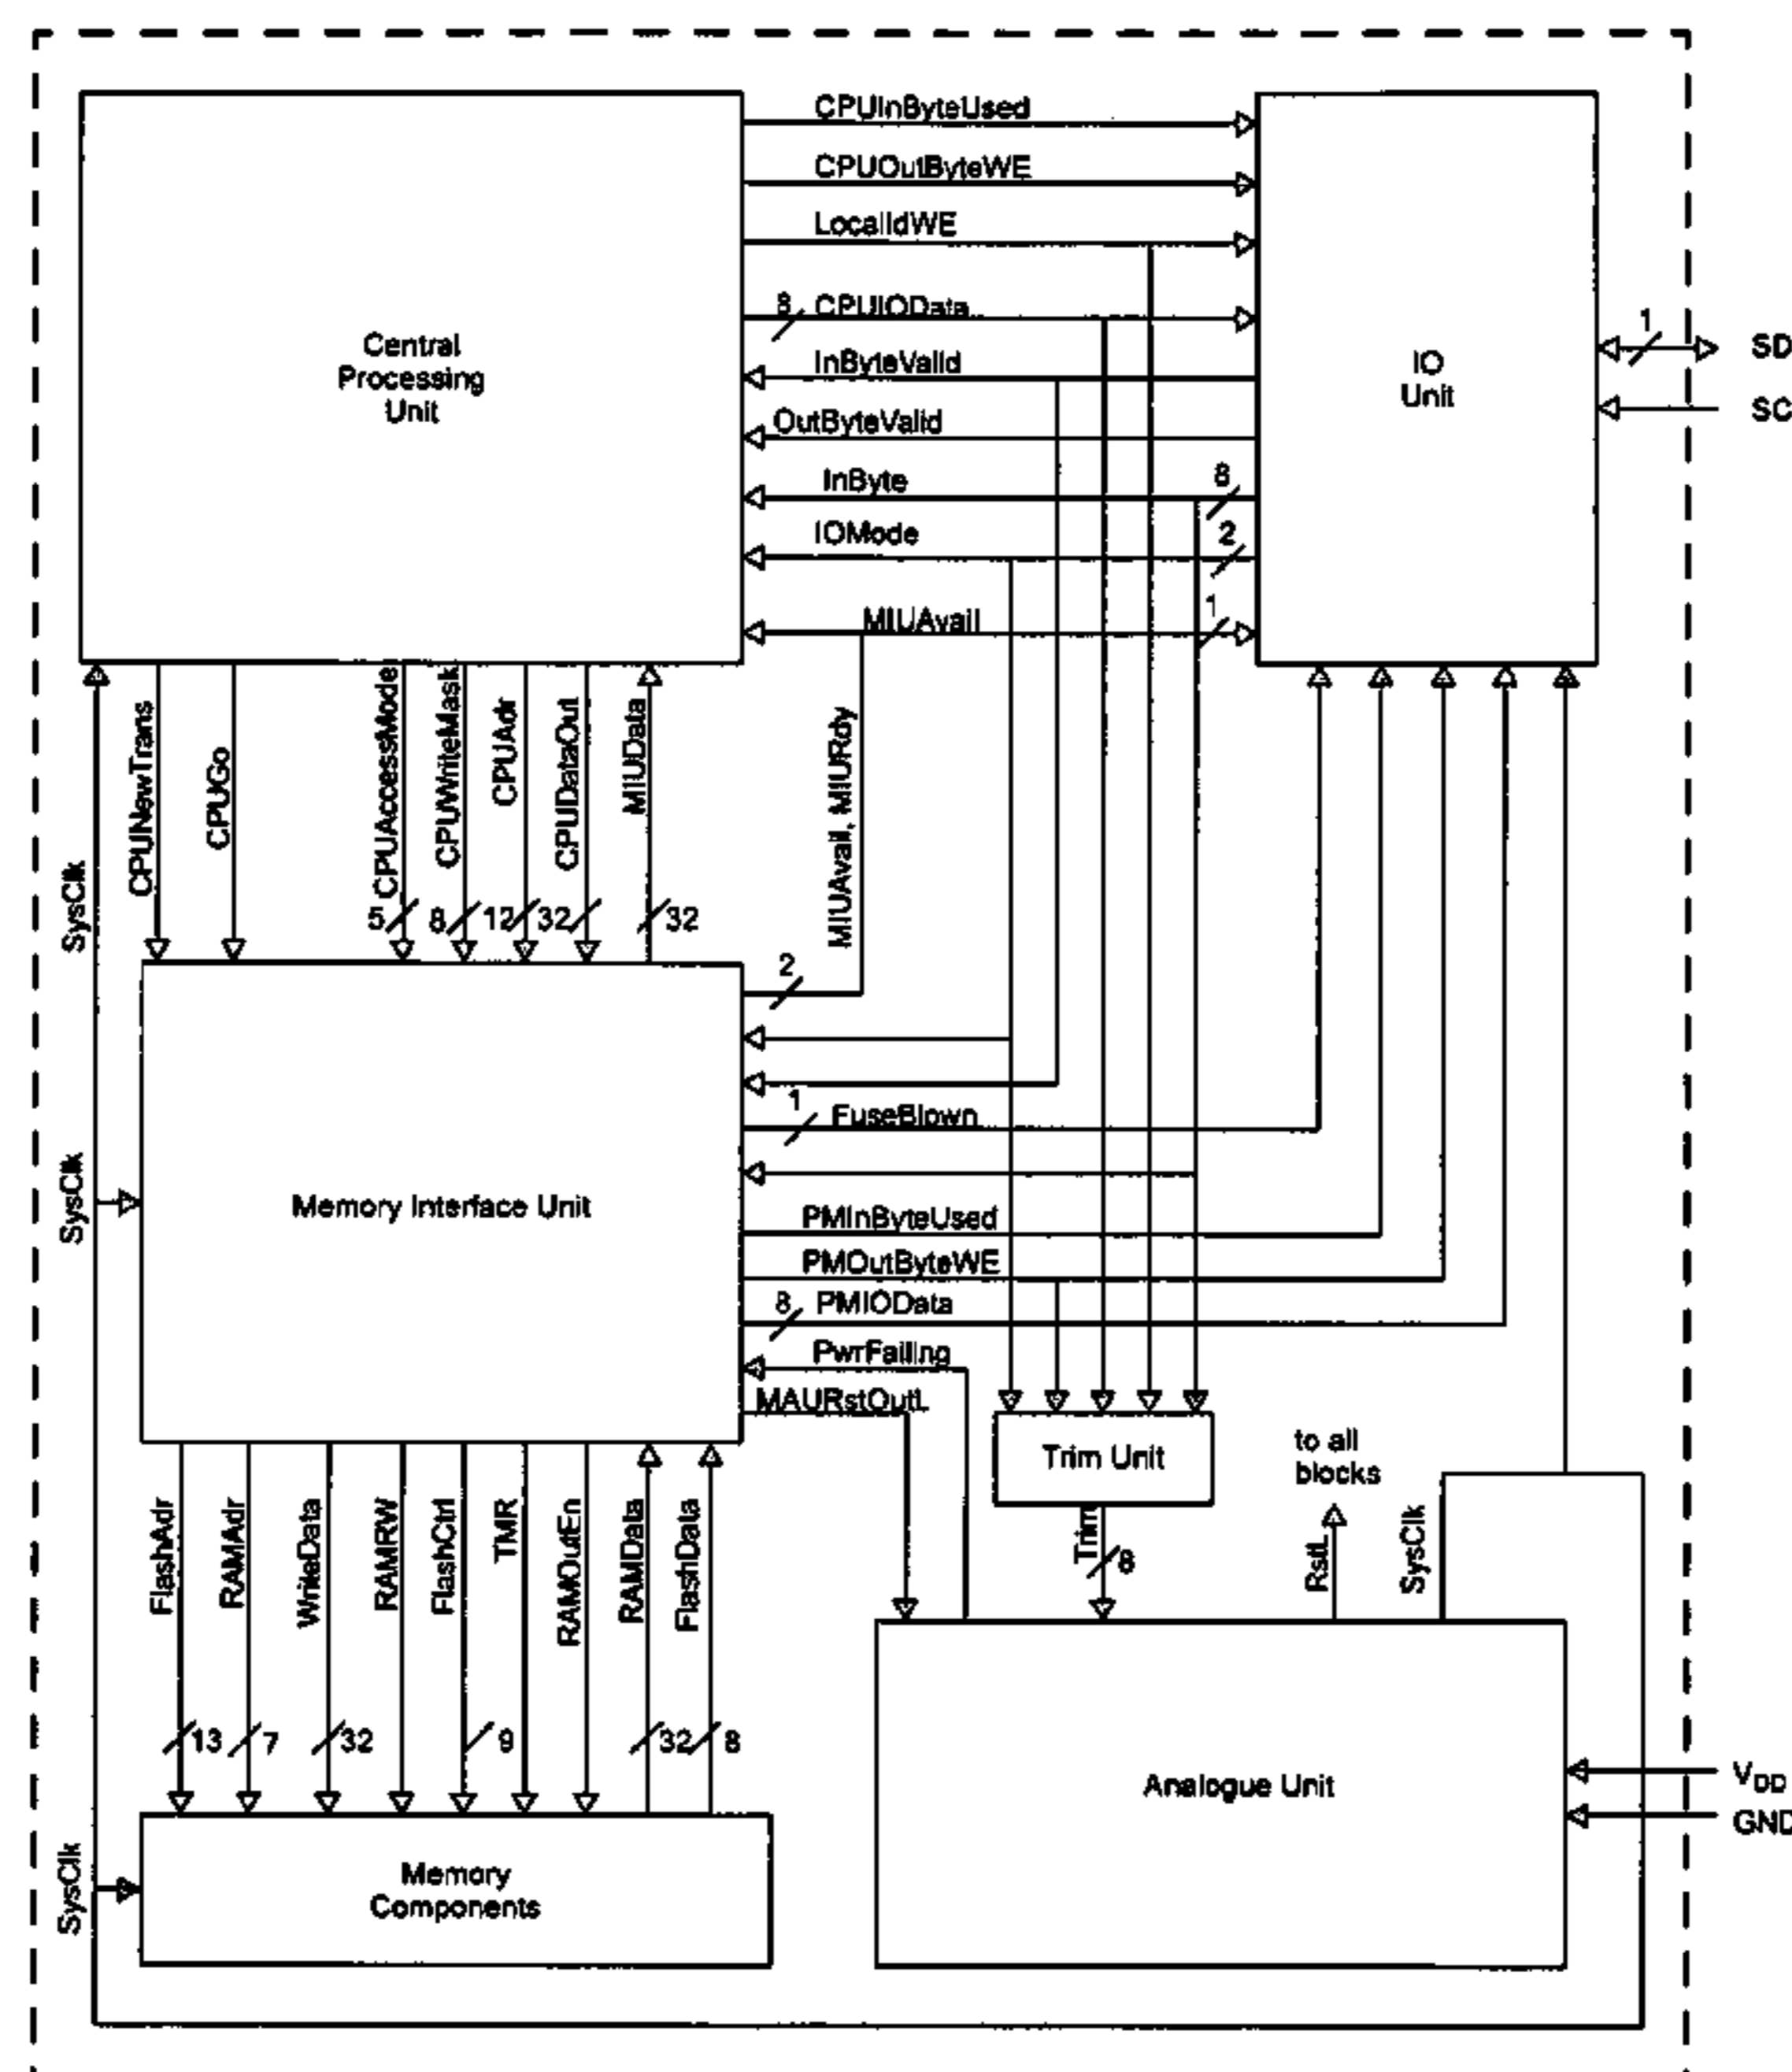 CPUInByteUsed
CPUOutByteWE
LocalIdWE
8 CPUIOData
InByteValid
OutByteValid
InByte 8
IOMode 2
MIUAvail 1
Central
Processing
Unit
IO
Unit
1
SD
SC
SysClk
CPUNewTrans
CPUGo
CPUAccessMode
CPUWriteMask
CPUAdr
CPUDataOut
MIUData
MIUAvail, MIURdy
5 8 12 32 32
2
1
FuseBlown
SysClk
Memory Interface Unit
PMInByteUsed
PMOutByteWE
8 PMIOData
PwrFailing
MAURstOutL
Trim Unit
to all
blocks
FlashAdr
RAMAdr
WriteData
RAMRW
FlashCtrl
TMR
RAMOutEn
RAMData
FlashData
Trim
8
RstL
SysClk
13 7 32 9 32 8
Analogue Unit
VDD
GND
SysClk
Memory
Components